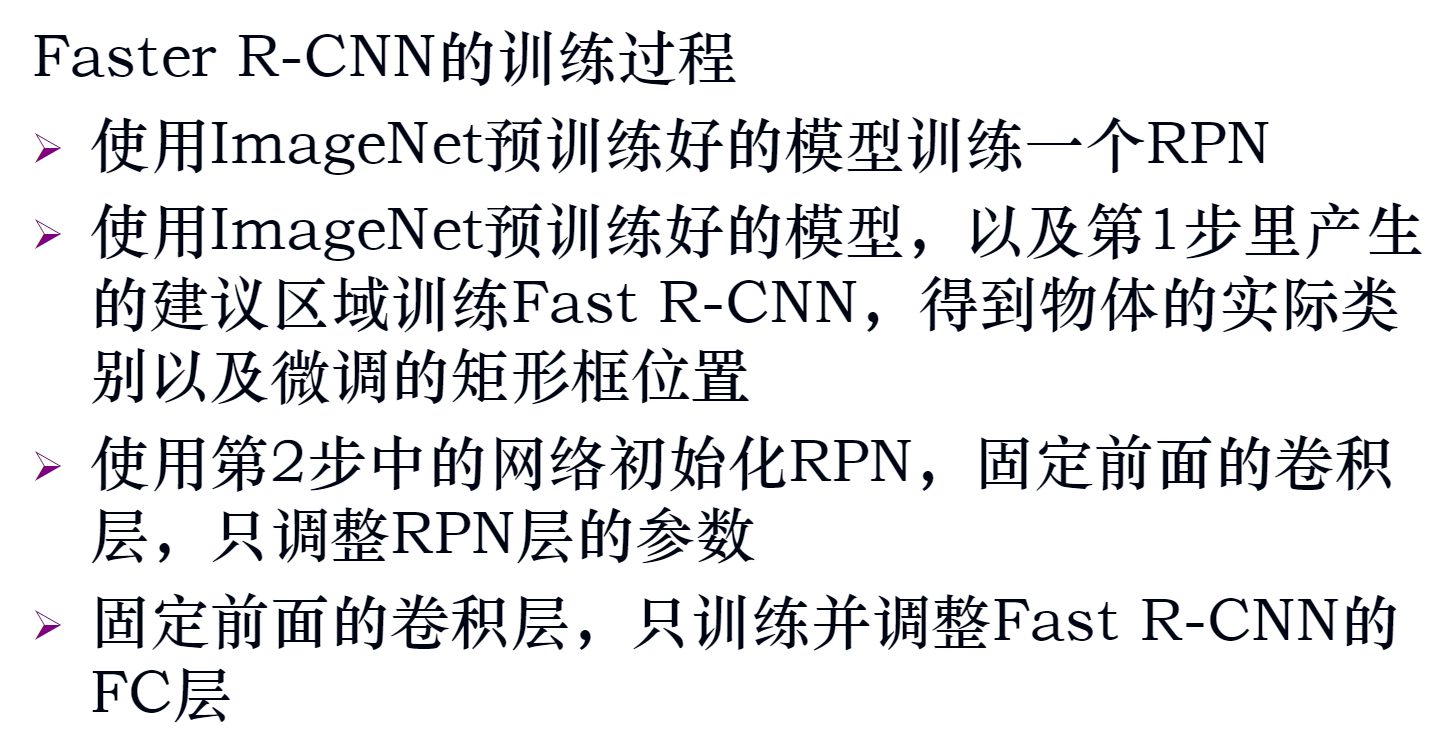 Faster R-CNN的训练过程
使用ImageNet预训练好的模型训练一个RPN
使用ImageNet预训练好的模型，以及第1步里产生
的建议区域训练Fast R-CNN，得到物体的实际类
别以及微调的矩形框位置
使用第2步中的网络初始化RPN，固定前面的卷积
层，只调整RPN层的参数
固定前面的卷积层，只训练并调整Fast R-CNN的
FC层